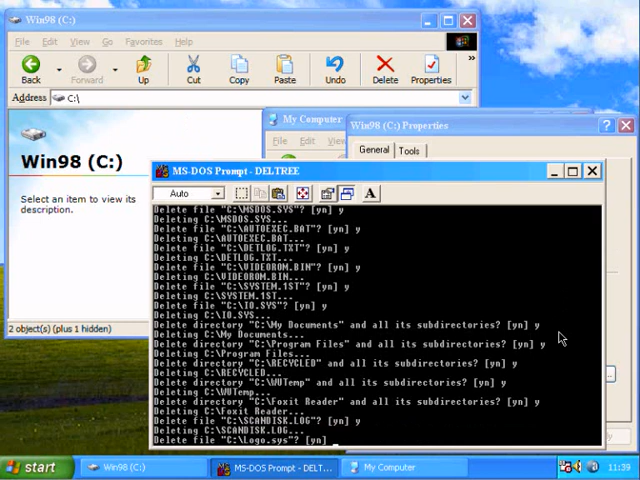 Win98 (C:)
File Edit View Go Favorites Help
Back Forward Up Cut Copy Paste Undo Delete Properties »
Address C:\
Win98 (C:)
Select an item to view its
description.
2 object(s) (plus 1 hidden)
My Computer
File Edit
Win98 (C:) Properties
General Tools
MS-DOS Prompt - DELTREE
Auto A
Delete file "C:\MSDOS.SYS"? [yn] y
Deleting C:\MSDOS.SYS...
Delete file "C:\AUTOEXEC.BAT"? [yn] y
Deleting C:\AUTOEXEC.BAT...
Delete file "C:\DETLOG.TXT"? [yn] y
Deleting C:\DETLOG.TXT...
Delete file "C:\VIDEOROM.BIN"? [yn] y
Deleting C:\VIDEOROM.BIN...
Delete file "C:\SYSTEM.1ST"? [yn] y
Deleting C:\SYSTEM.1ST...
Delete file "C:\IO.SYS"? [yn] y
Deleting C:\IO.SYS...
Delete directory "C:\My Documents" and all its subdirectories? [yn] y
Deleting C:\My Documents...
Delete directory "C:\Program Files" and all its subdirectories? [yn] y
Deleting C:\Program Files...
Delete directory "C:\RECYCLED" and all its subdirectories? [yn] y
Deleting C:\RECYCLED...
Delete directory "C:\WUTemp" and all its subdirectories? [yn] y
Deleting C:\WUTemp...
Delete directory "C:\Foxit Reader" and all its subdirectories? [yn] y
Deleting C:\Foxit Reader...
Delete file "C:\SCANDISK.LOG"? [yn] y
Deleting C:\SCANDISK.LOG...
Delete file "C:\Logo.sys"? [yn] _
start Win98 (C:) MS-DOS Prompt - DELT... My Computer 11:39